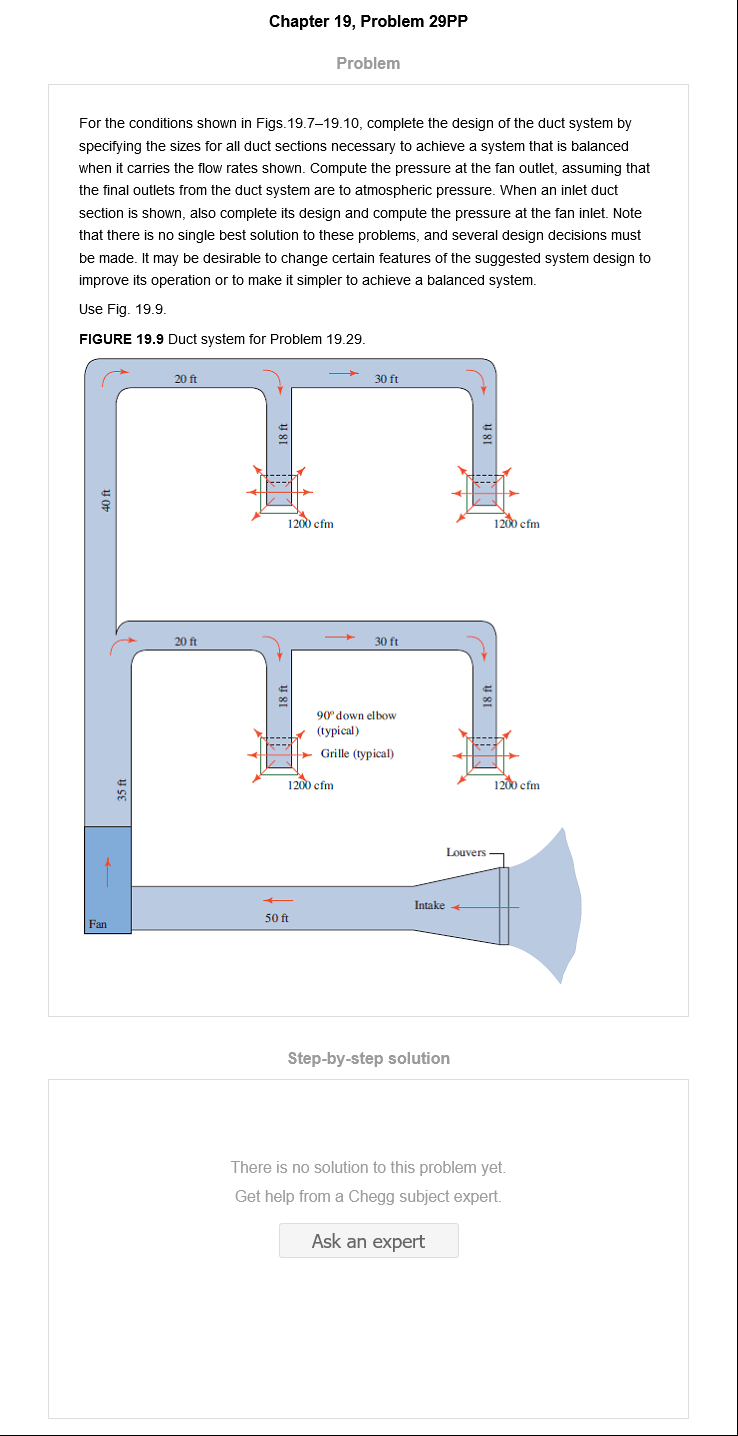 Chapter 19, Problem 29PP
Problem
For the conditions shown in Figs.19.7–19.10, complete the design of the duct system by
specifying the sizes for all duct sections necessary to achieve a system that is balanced
when it carries the flow rates shown. Compute the pressure at the fan outlet, assuming that
the final outlets from the duct system are to atmospheric pressure. When an inlet duct
section is shown, also complete its design and compute the pressure at the fan inlet. Note
that there is no single best solution to these problems, and several design decisions must
be made. It may be desirable to change certain features of the suggested system design to
improve its operation or to make it simpler to achieve a balanced system.
Use Fig. 19.9.
FIGURE 19.9 Duct system for Problem 19.29.
20 ft
30 ft
18 ft
18 ft
40 ft
1200 cfm
1200 cfm
20 ft
30 ft
18 ft
18 ft
90° down elbow
(typical)
Grille (typical)
35 ft
1200 cfm
1200 cfm
Louvers
Intake
50 ft
Fan
Step-by-step solution
There is no solution to this problem yet.
Get help from a Chegg subject expert.
Ask an expert